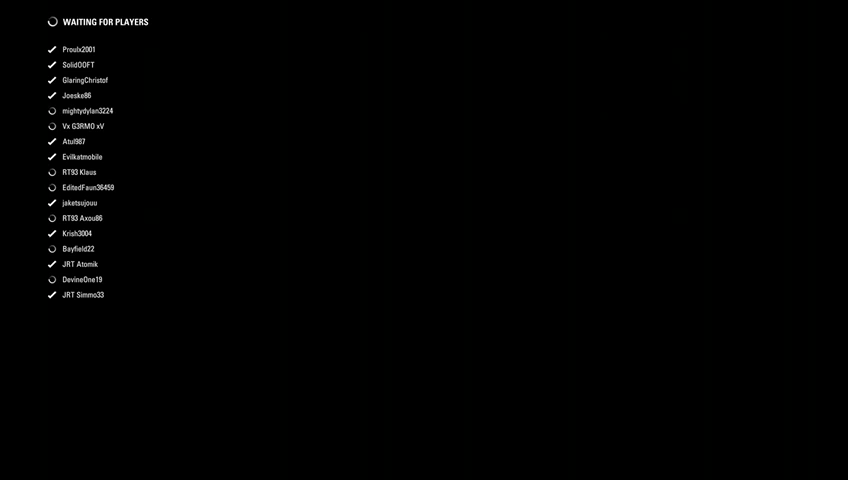 WAITING FOR PLAYERS
Proulx2001
SolidOOFT
GlaringChristof
Joeske86
mightydylan3224
Vx G3RMO xV
Atul987
Evilkatmobile
RT93 Klaus
EditedFaun36459
jaketsujouu
RT93 Axou86
Krish3004
Bayfield22
JRT Atomik
DevineOne19
JRT Simmo33